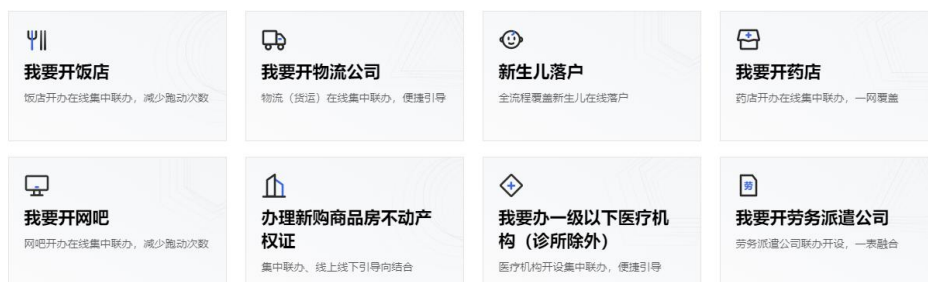 我要开饭店
饭店开办在线集中联办，减少跑动次数
我要开物流公司
物流（货运）在线集中联办，便捷引导
新生儿落户
全流程覆盖新生儿在线落户
我要开药店
药店开办在线集中联办，一网覆盖
我要开网吧
网吧开办在线集中联办，减少跑动次数
办理新购商品房不动产
权证
集中联办、线上线下引导向结合
我要办一级以下医疗机
构（诊所除外）
医疗机构开设集中联办，便捷引导
劳
我要开劳务派遣公司
劳务派遣公司联办开设，一表融合